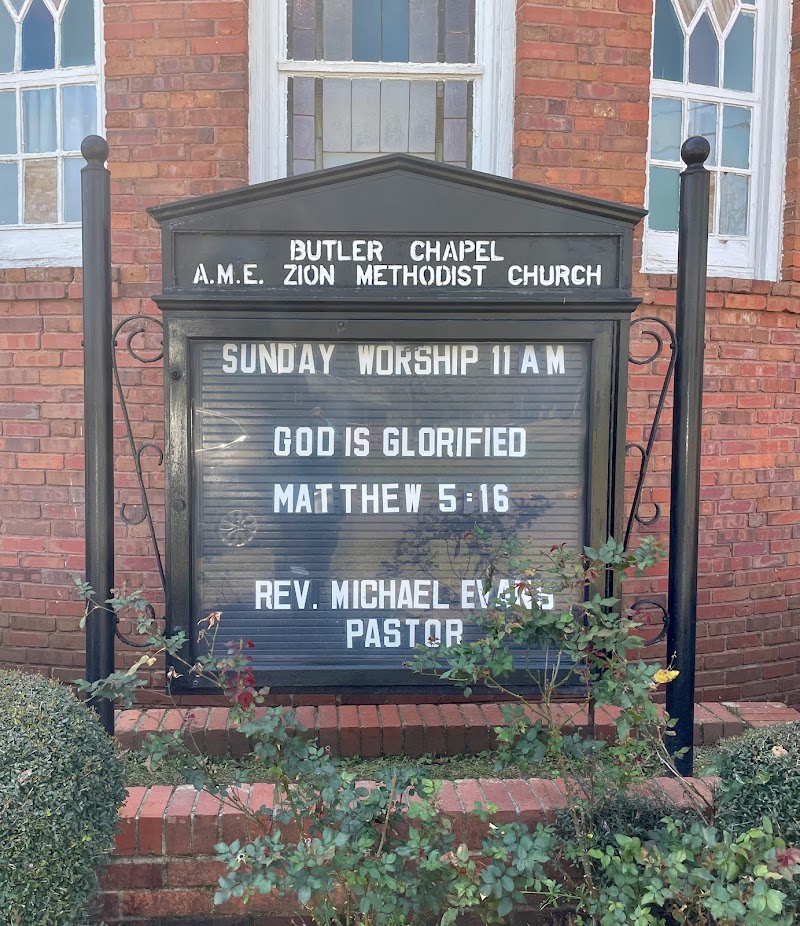 BUTLER CHAPEL
A.M.E. ZION METHODIST CHURCH
SUNDAY WORSHIP 11 AM
GOD IS GLORIFIED
MATTHEW 5:16
REV. MICHAEL EVANS
PASTOR